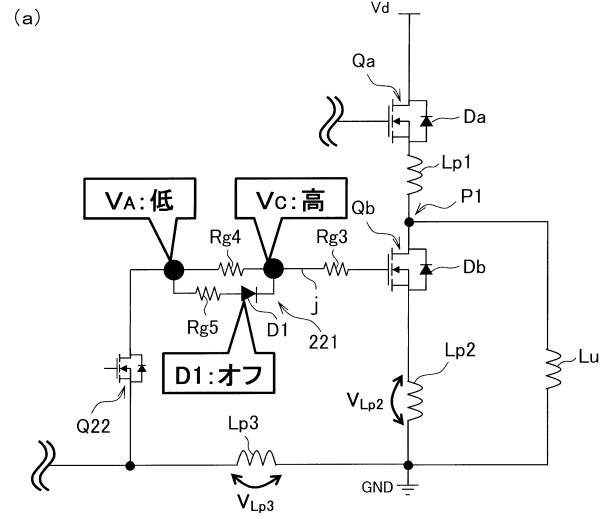 (a)
Vd
Qa
Da
Lp1
VA:低
VC:高
Qb
P1
Rg4
Rg3
Db
j
Rg5
D1
221
D1:オフ
Lp2
Lu
VLp2
Q22
Lp3
VLp3
GND